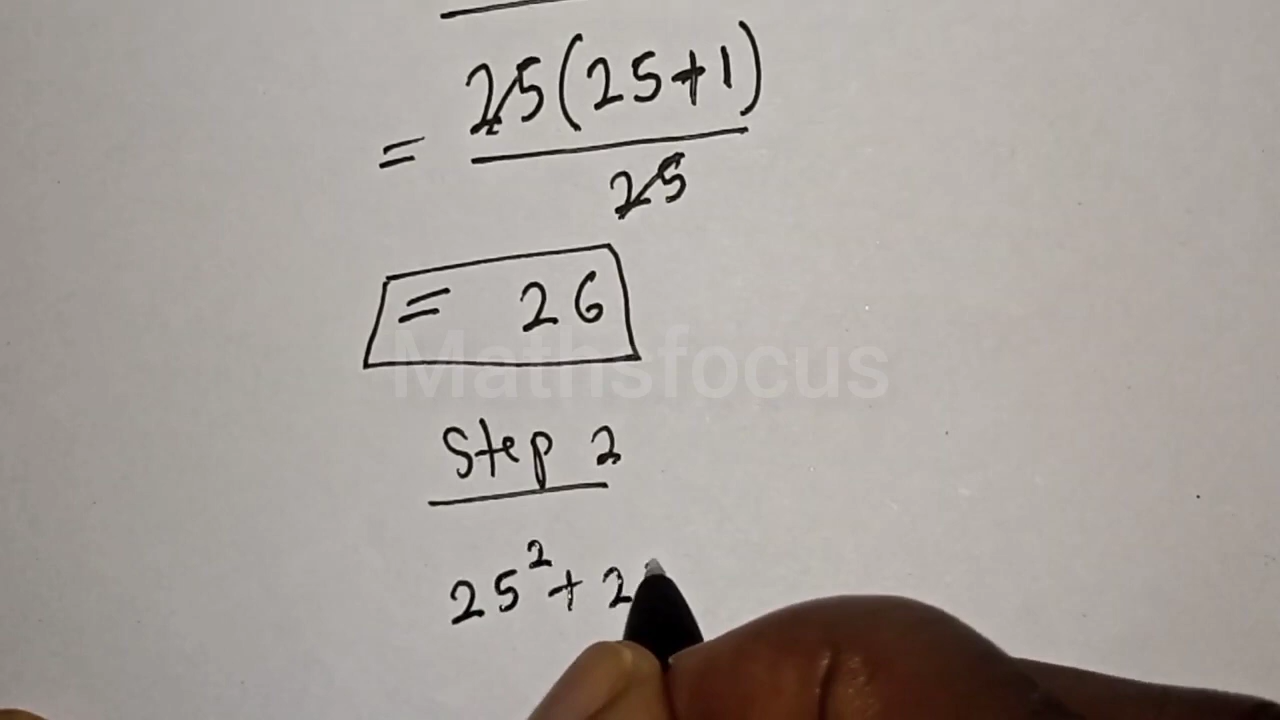 25(25+1)
= ―――
25
= 26
Mathsfocus
Step 2
25² + 2